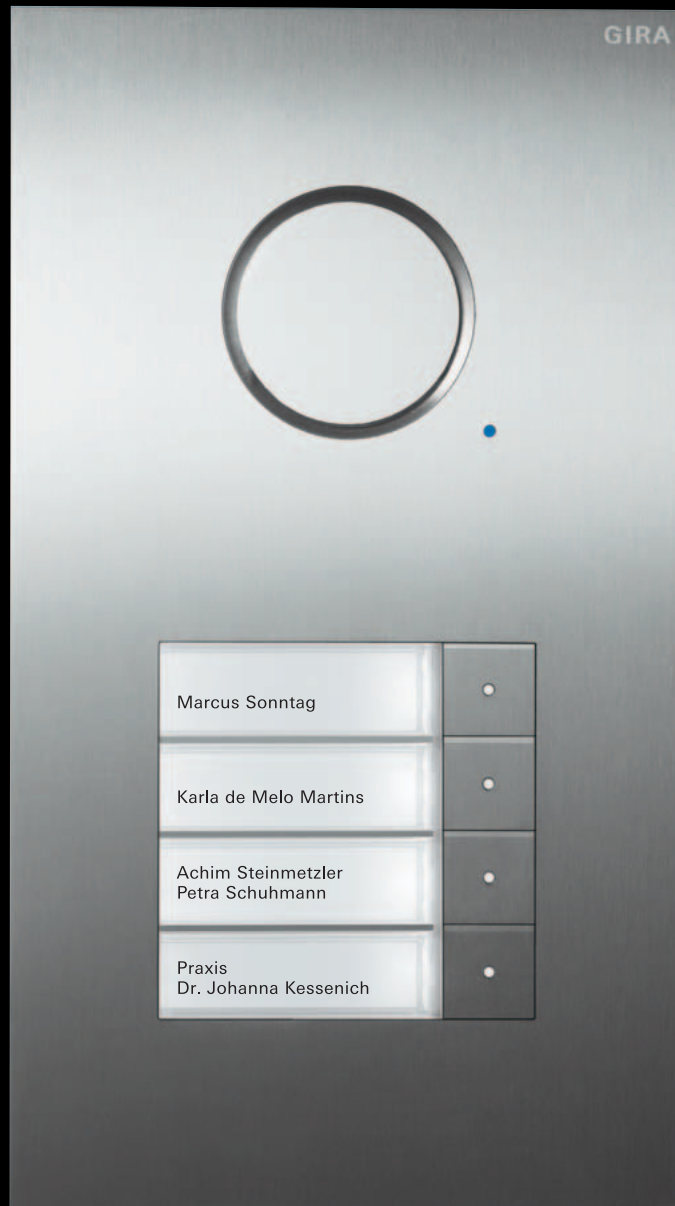 GIRA
Marcus Sonntag
Karla de Melo Martins
Achim Steinmetzler
Petra Schuhmann
Praxis
Dr. Johanna Kessenich